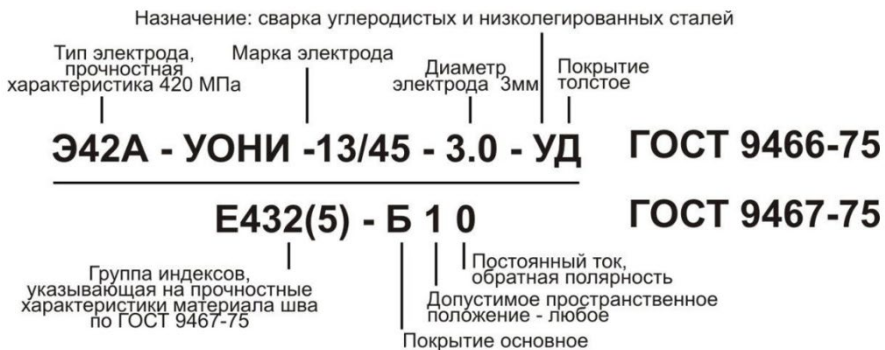 Назначение: сварка углеродистых и низколегированных сталей
Тип электрода,
прочностная
характеристика 420 МПа
Марка электрода
Диаметр
электрода 3мм
Покрытие
толстое
Э42А - УОНИ -13/45 - 3.0 - УД
ГОСТ 9466-75
Е432(5) - Б 1 0
ГОСТ 9467-75
Группа индексов,
указывающая на прочностные
характеристики материала шва
по ГОСТ 9467-75
Постоянный ток,
обратная полярность
Допустимое пространственное
положение - любое
Покрытие основное